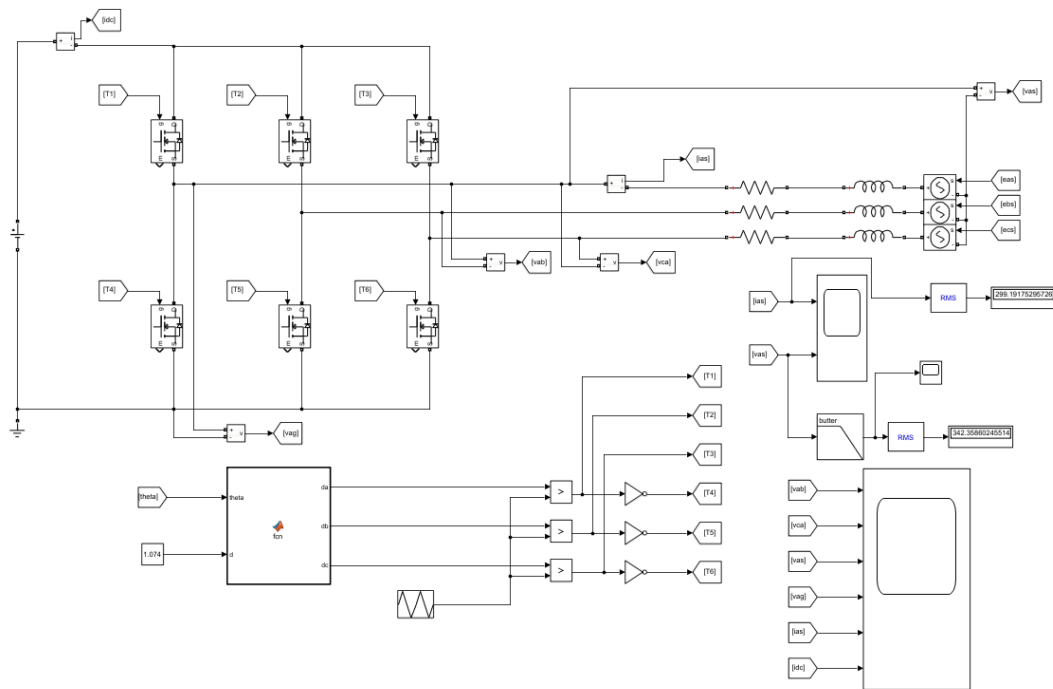 [idc]
[T1]
[T2]
[T3]
[vas]
[ias]
[eas]
[ebs]
[ecs]
[vab]
[vca]
[T4]
[T5]
[T6]
[ias]
RMS
299.19175295726
[vas]
butter
RMS
342.35860245514
[vag]
[T1]
[T2]
[T3]
[T4]
[T5]
[T6]
[theta]
theta
1.074
d
fcn
da
db
dc
>
>
>
[vab]
[vca]
[vas]
[vag]
[ias]
[idc]